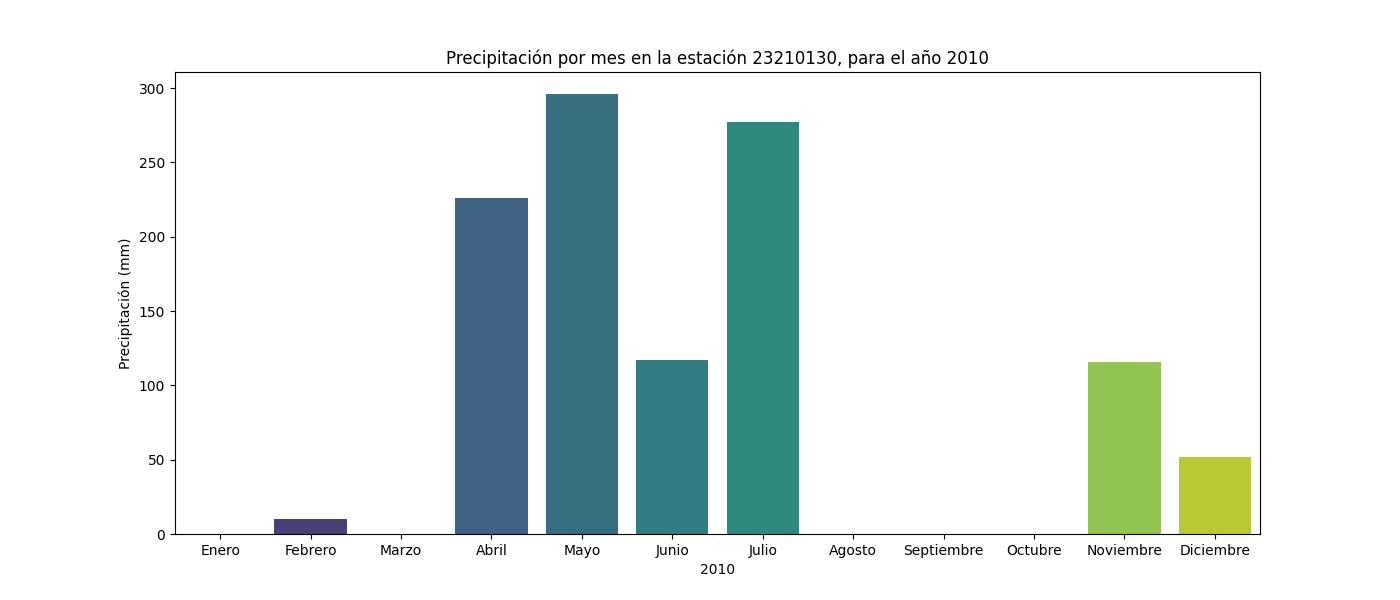 Precipitación por mes en la estación 23210130, para el año 2010
Precipitación (mm)
300
250
200
150
100
50
0
Enero Febrero Marzo Abril Mayo Junio Julio Agosto Septiembre Octubre Noviembre Diciembre
2010